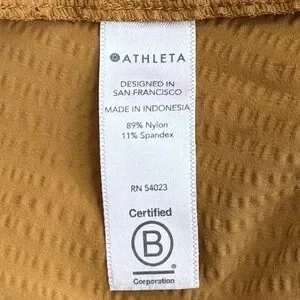 ATHLETA
DESIGNED IN
SAN FRANCISCO
MADE IN INDONESIA
89% Nylon
11% Spandex
RN 54023
Certified
B
Corporation